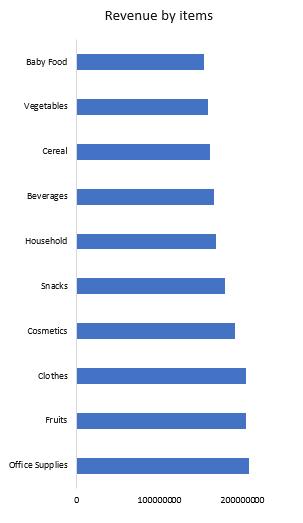 Revenue by items
Baby Food
Vegetables
Cereal
Beverages
Household
Snacks
Cosmetics
Clothes
Fruits
Office Supplies
0 100000000 200000000